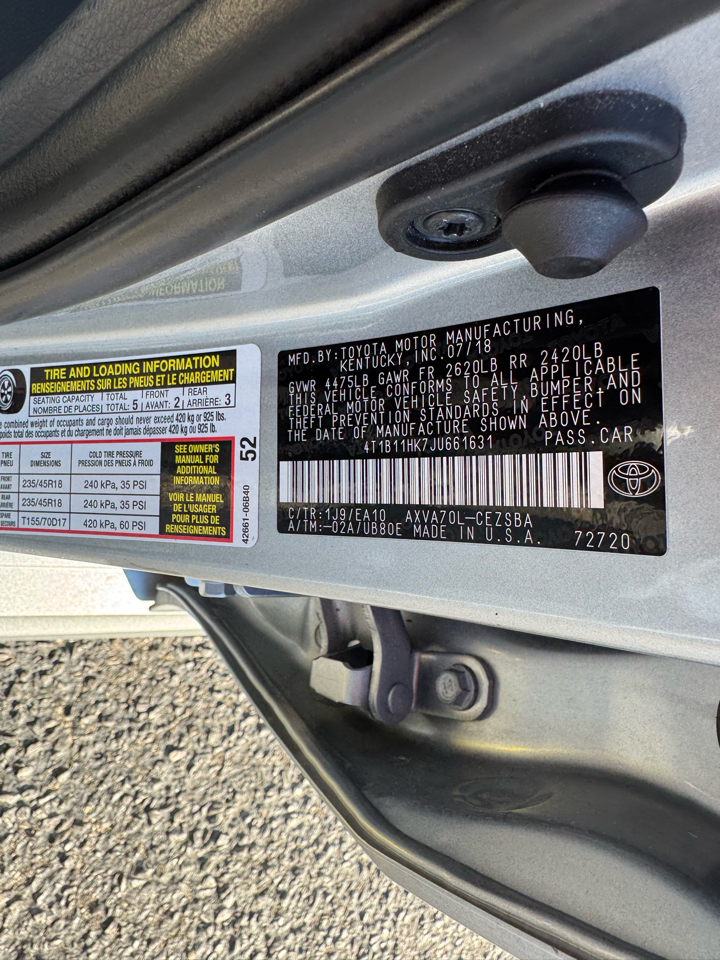 MFD.BY:TOYOTA MOTOR MANUFACTURING,
KENTUCKY,INC.07/18
GVWR 4475LB GAWR FR 2620LB RR 2420LB
THIS VEHICLE CONFORMS TO ALL APPLICABLE
FEDERAL MOTOR VEHICLE SAFETY,BUMPER,AND
THEFT PREVENTION STANDARDS IN EFFECT ON
THE DATE OF MANUFACTURE SHOWN ABOVE.
4T1B11HK7JU661631 PASS.CAR
C/TR:1J9/EA10 AXVA70L-CEZSBA
A/TM:-02A/UB80E MADE IN U.S.A. 72720
TIRE AND LOADING INFORMATION
RENSEIGNEMENTS SUR LES PNEUS ET LE CHARGEMENT
SEATING CAPACITY TOTAL FRONT REAR
NOMBRE DE PLACES: TOTAL: 5 AVANT: 2 ARRIÈRE: 3
combined weight of occupants and cargo should never exceed 420 kg or 925 lbs.
poids total des occupants et du chargement ne doit jamais dépasser 420 kg ou 925 lb.
TIRE SIZE COLD TIRE PRESSURE
PNEU DIMENSIONS PRESSION DES PNEUS À FROID
235/45R18 240 kPa, 35 PSI
235/45R18 240 kPa, 35 PSI
T155/70D17 420 kPa, 60 PSI
SEE OWNER'S
MANUAL FOR
ADDITIONAL
INFORMATION
VOIR LE MANUEL
DE L'USAGER
POUR PLUS DE
RENSEIGNEMENTS
52
42661-06B40